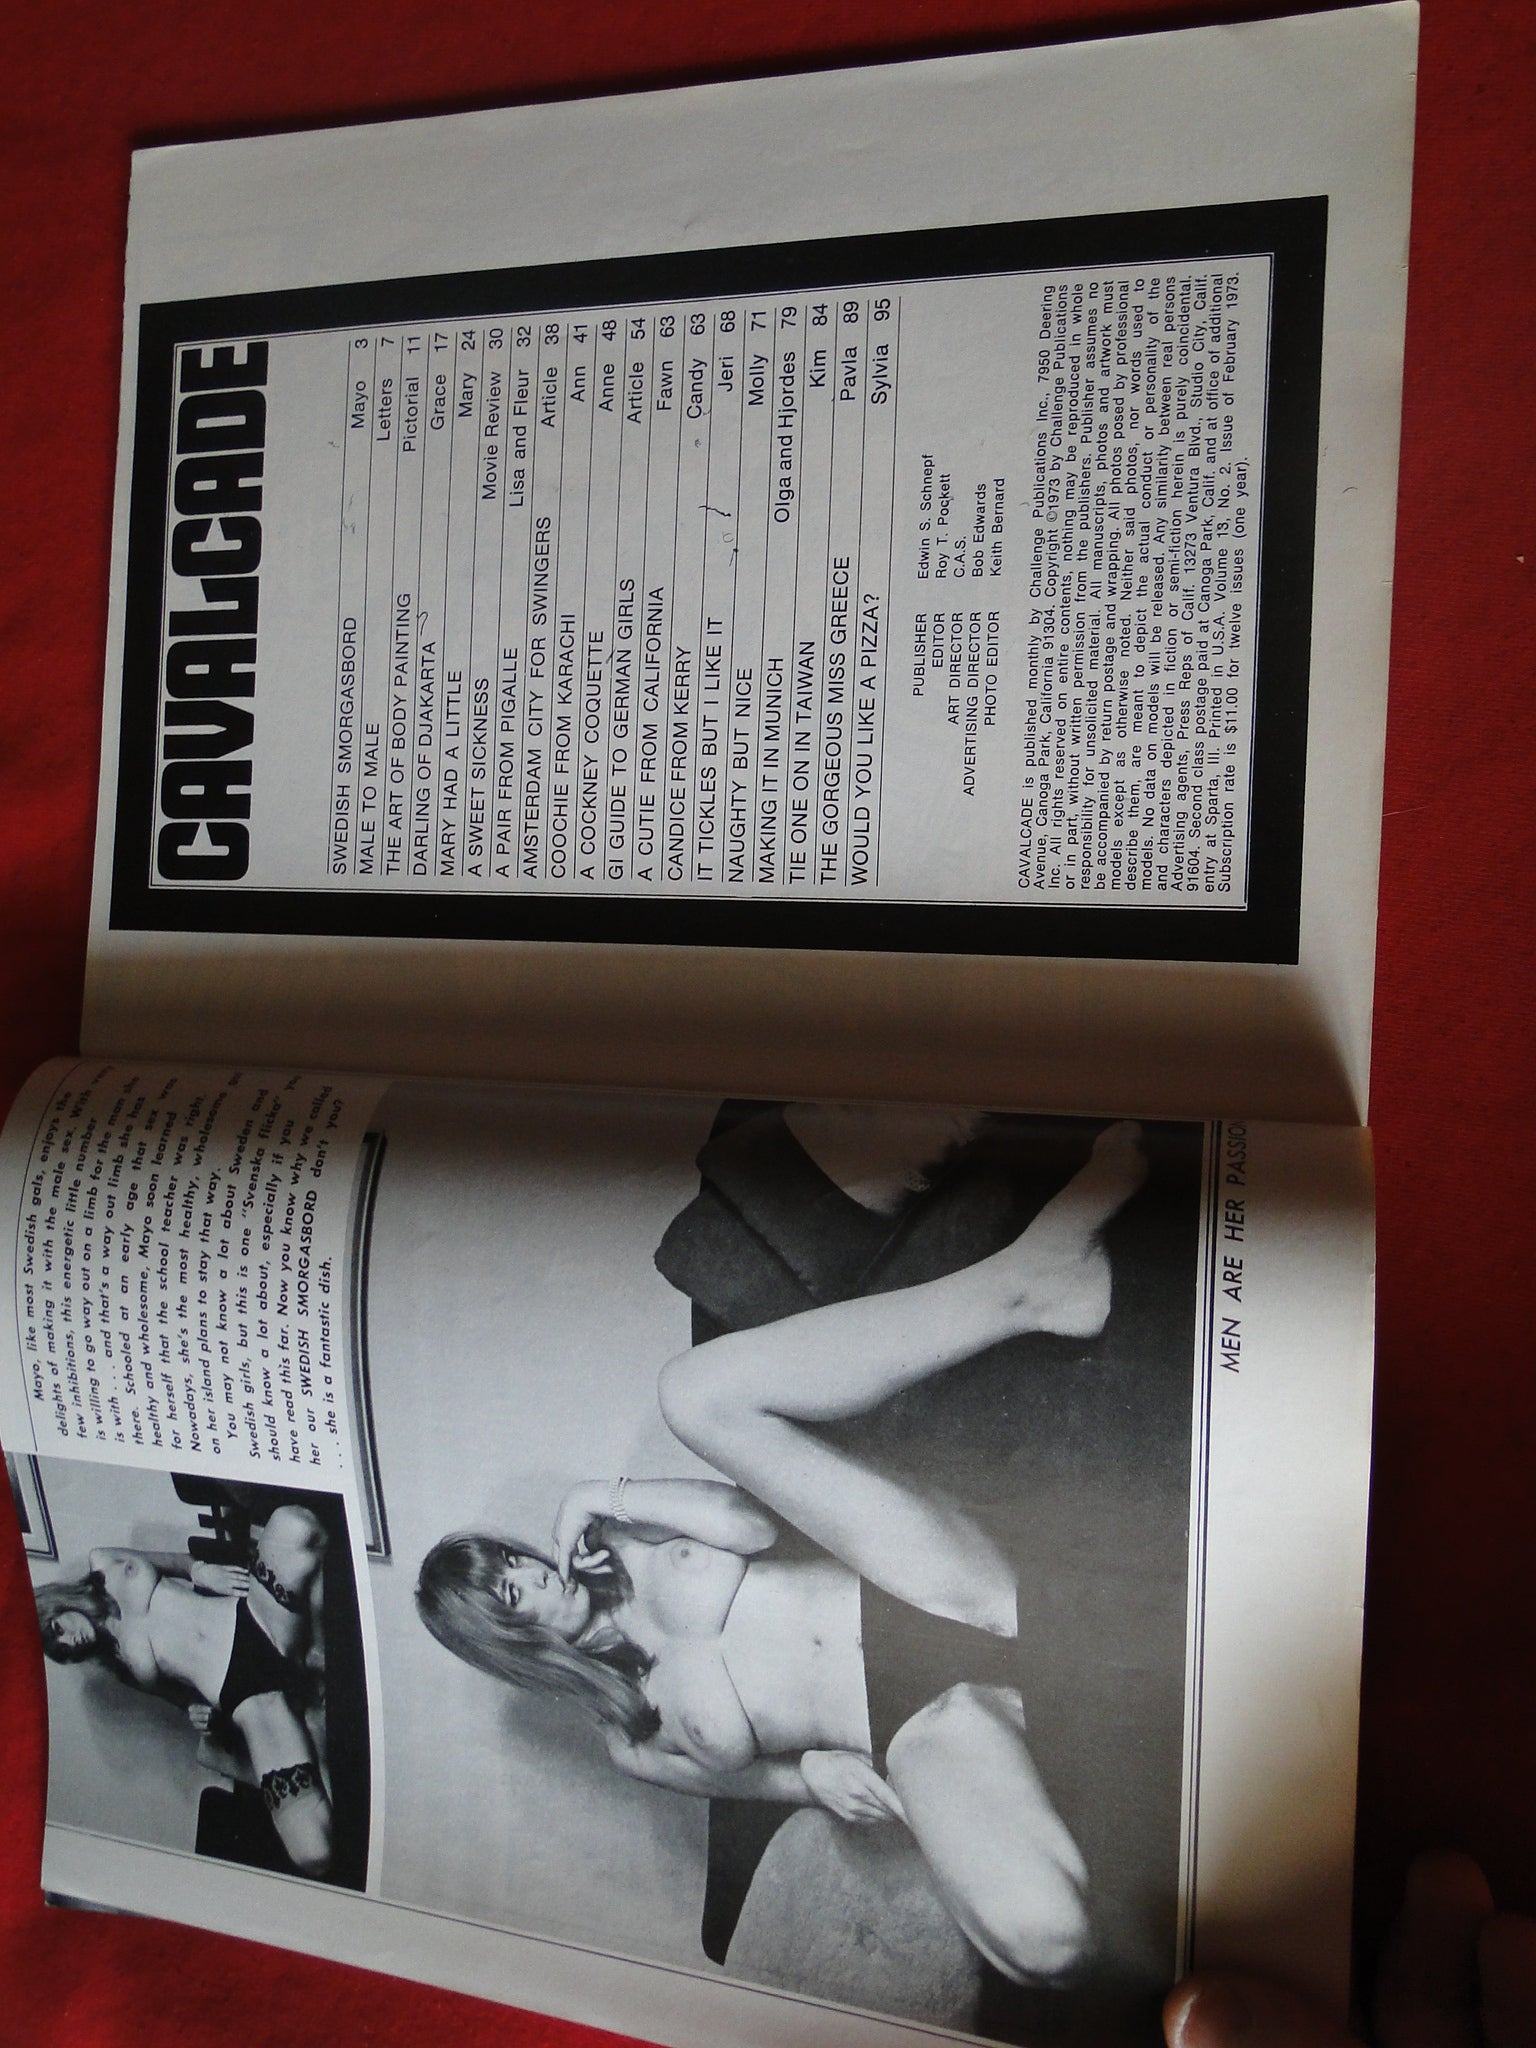 Mayo, like most Swedish gals, enjoys the
delights of making it with the male sex. With very
few inhibitions, this energetic little number
is willing to go way out on a limb for the man she
is with . . . and that's a way out limb she has
there. Schooled at an early age that sex was
healthy and wholesome, Mayo soon learned
for herself that the school teacher was right.
Nowadays, she's the most healthy, wholesome
on her island plans to stay that way.
You may not know a lot about Sweden and
Swedish girls, but this is one "Svenska flicka"
should know a lot about, especially if you
have read this far. Now you know why we called
her our SWEDISH SMORGASBORD don't you?
. . . she is a fantastic dish.
MEN ARE HER PASSION
CAVALCADE
SWEDISH SMORGASBORD Mayo 3
MALE TO MALE Letters 7
THE ART OF BODY PAINTING Pictorial 11
DARLING OF DJAKARTA Grace 17
MARY HAD A LITTLE Mary 24
A SWEET SICKNESS Movie Review 30
A PAIR FROM PIGALLE Lisa and Fleur 32
AMSTERDAM CITY FOR SWINGERS Article 38
COOCHIE FROM KARACHI Ann 41
A COCKNEY COQUETTE Anne 48
GI GUIDE TO GERMAN GIRLS Article 54
A CUTIE FROM CALIFORNIA Fawn 63
CANDICE FROM KERRY Candy 63
IT TICKLES BUT I LIKE IT Jeri 68
NAUGHTY BUT NICE Molly 71
MAKING IT IN MUNICH Olga and Hjordes 79
TIE ONE ON IN TAIWAN Kim 84
THE GORGEOUS MISS GREECE Pavla 89
WOULD YOU LIKE A PIZZA? Sylvia 95
PUBLISHER Edwin S. Schnepf
EDITOR Roy T. Pockett
ART DIRECTOR C.A.S.
ADVERTISING DIRECTOR Bob Edwards
PHOTO EDITOR Keith Bernard
CAVALCADE is published monthly by Challenge Publications Inc., 7950 Deering
Avenue, Canoga Park, California 91304. Copyright ©1973 by Challenge Publications
Inc. All rights reserved on entire contents, nothing may be reproduced in whole
or in part, without written permission from the publishers. Publisher assumes no
responsibility for unsolicited material. All manuscripts, photos and artwork must
be accompanied by return postage and wrapping. All photos posed by professional
models except as otherwise noted. Neither said photos, nor words used to
describe them, are meant to depict the actual conduct or personality of the
models. No data on models will be released. Any similarity between real persons
and characters depicted in fiction or semi-fiction herein is purely coincidental.
Advertising agents, Press Reps of Calif. 13273 Ventura Blvd., Studio City, Calif.
91604. Second class postage paid at Canoga Park, Calif. and at office of additional
entry at Sparta, Ill. Printed in U.S.A. Volume 13, No. 2. Issue of February 1973.
Subscription rate is $11.00 for twelve issues (one year).